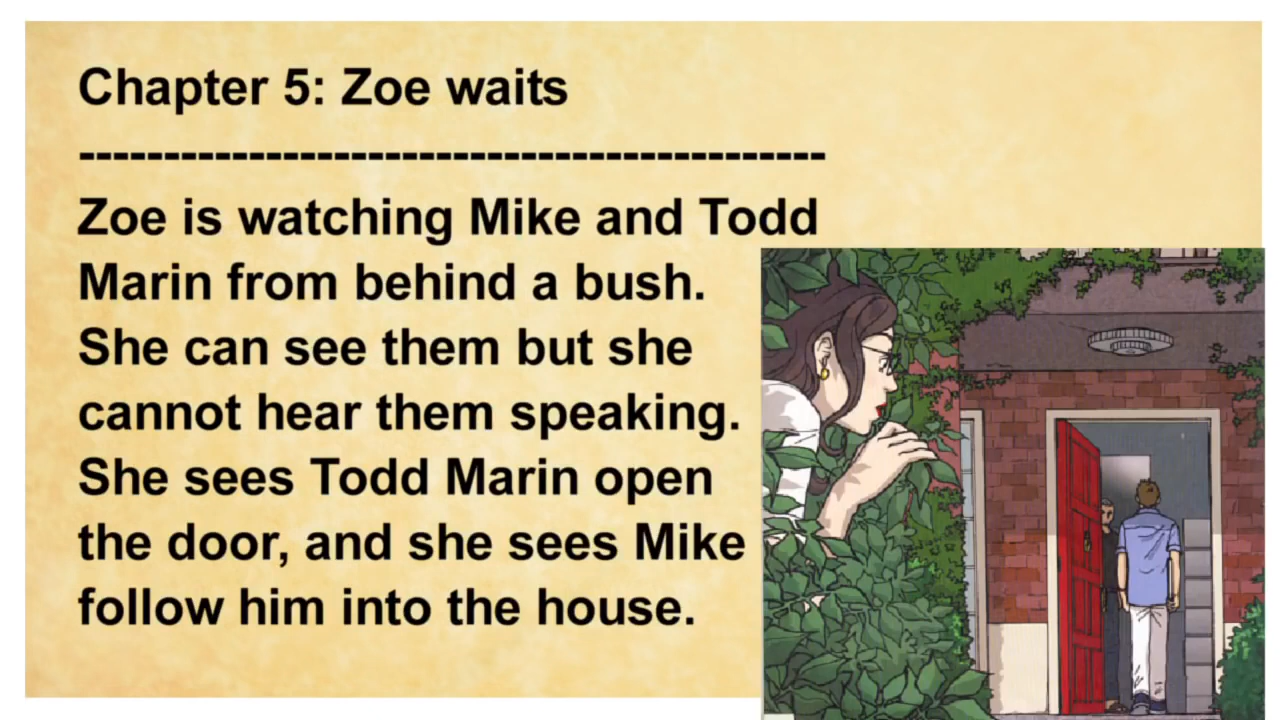 Chapter 5: Zoe waits
--------------------------------------------
Zoe is watching Mike and Todd
Marin from behind a bush.
She can see them but she
cannot hear them speaking.
She sees Todd Marin open
the door, and she sees Mike
follow him into the house.